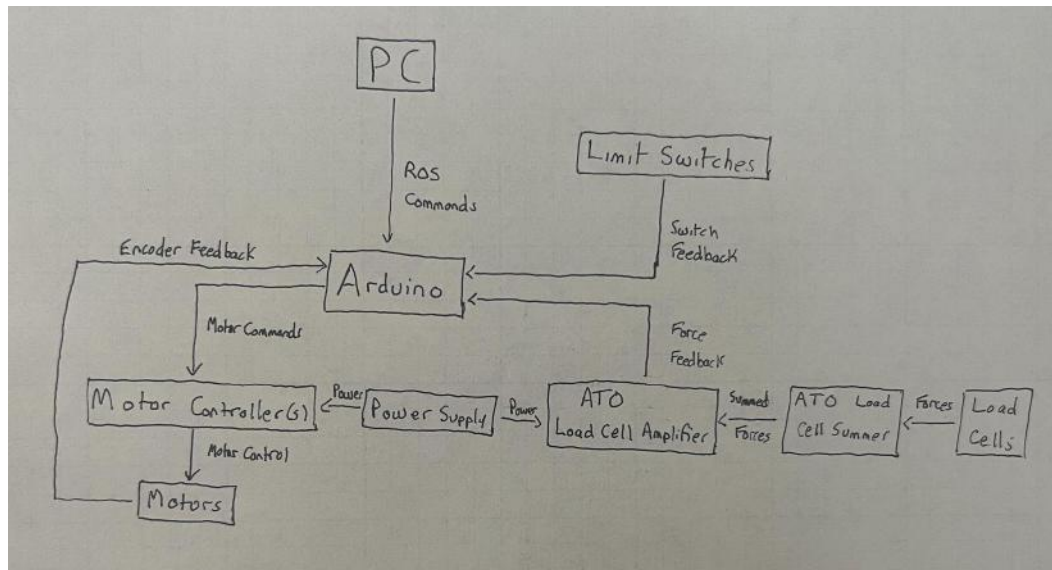 PC
ROS
Commands
Limit Switches
Switch
Feedback
Encoder Feedback
Arduino
Motor Commands
Force
Feedback
Motor Controller(s)
Power
Power Supply
Power
ATO
Load Cell Amplifier
Summed
Forces
ATO Load
Cell Summer
Forces
Load
Cells
Motor Control
Motors